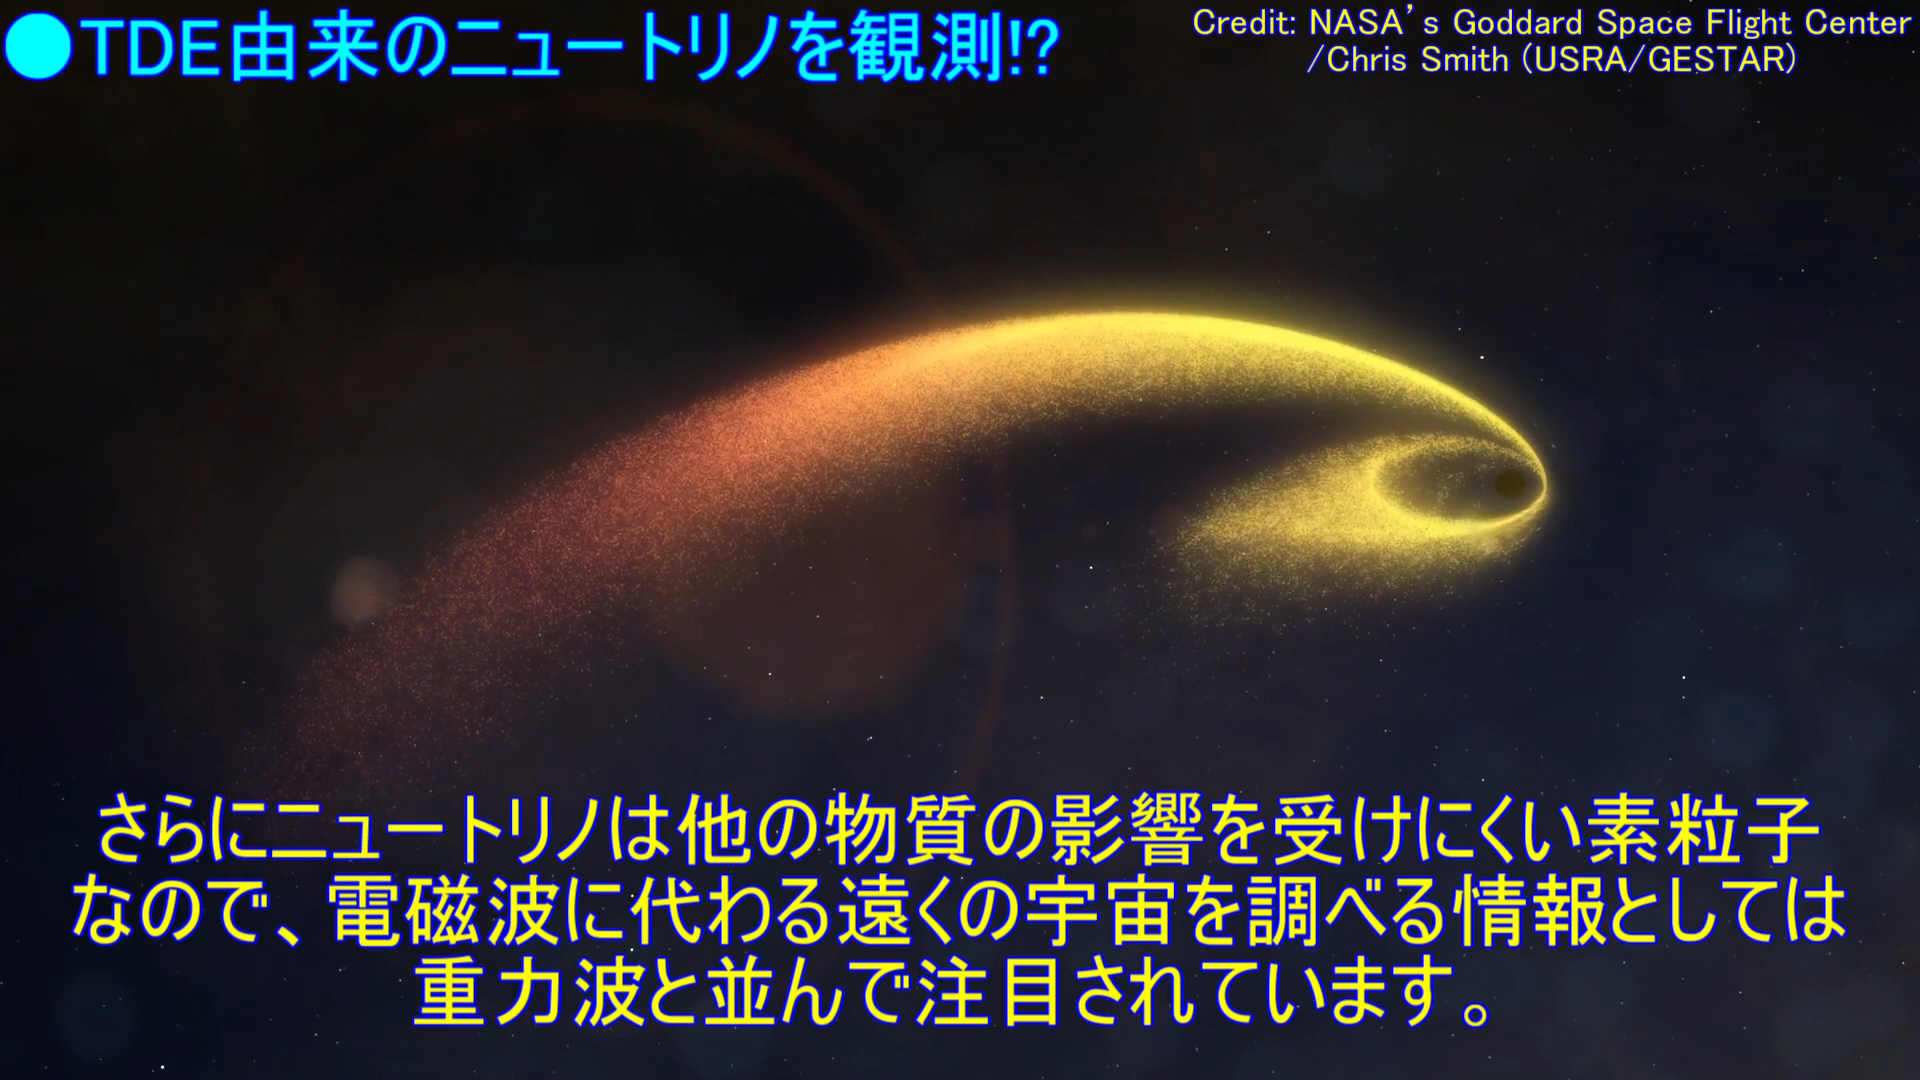 ●TDE由来のニュートリノを観測!?
Credit: NASA’s Goddard Space Flight Center
/Chris Smith (USRA/GESTAR)
さらにニュートリノは他の物質の影響を受けにくい素粒子
なので、電磁波に代わる遠くの宇宙を調べる情報としては
重力波と並んで注目されています。